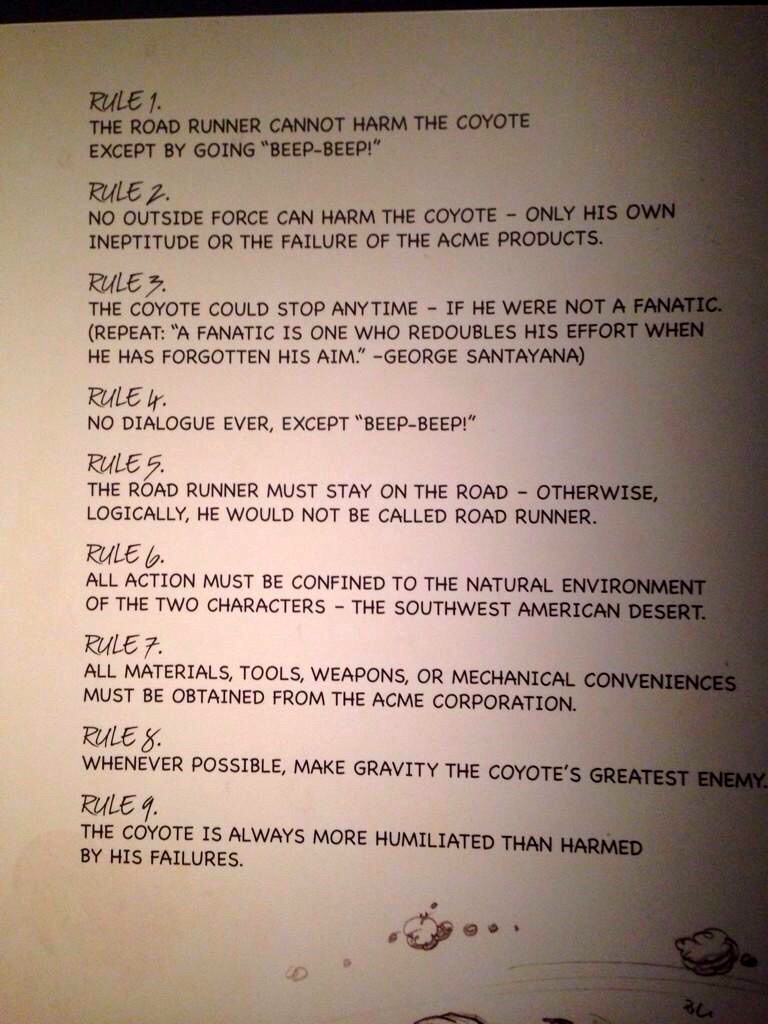 RULE 1.
THE ROAD RUNNER CANNOT HARM THE COYOTE
EXCEPT BY GOING “BEEP-BEEP!”
RULE 2.
NO OUTSIDE FORCE CAN HARM THE COYOTE – ONLY HIS OWN
INEPTITUDE OR THE FAILURE OF THE ACME PRODUCTS.
RULE 3.
THE COYOTE COULD STOP ANYTIME – IF HE WERE NOT A FANATIC.
(REPEAT: “A FANATIC IS ONE WHO REDOUBLES HIS EFFORT WHEN
HE HAS FORGOTTEN HIS AIM.” –GEORGE SANTAYANA)
RULE 4.
NO DIALOGUE EVER, EXCEPT “BEEP-BEEP!”
RULE 5.
THE ROAD RUNNER MUST STAY ON THE ROAD – OTHERWISE,
LOGICALLY, HE WOULD NOT BE CALLED ROAD RUNNER.
RULE 6.
ALL ACTION MUST BE CONFINED TO THE NATURAL ENVIRONMENT
OF THE TWO CHARACTERS – THE SOUTHWEST AMERICAN DESERT.
RULE 7.
ALL MATERIALS, TOOLS, WEAPONS, OR MECHANICAL CONVENIENCES
MUST BE OBTAINED FROM THE ACME CORPORATION.
RULE 8.
WHENEVER POSSIBLE, MAKE GRAVITY THE COYOTE’S GREATEST ENEMY.
RULE 9.
THE COYOTE IS ALWAYS MORE HUMILIATED THAN HARMED
BY HIS FAILURES.